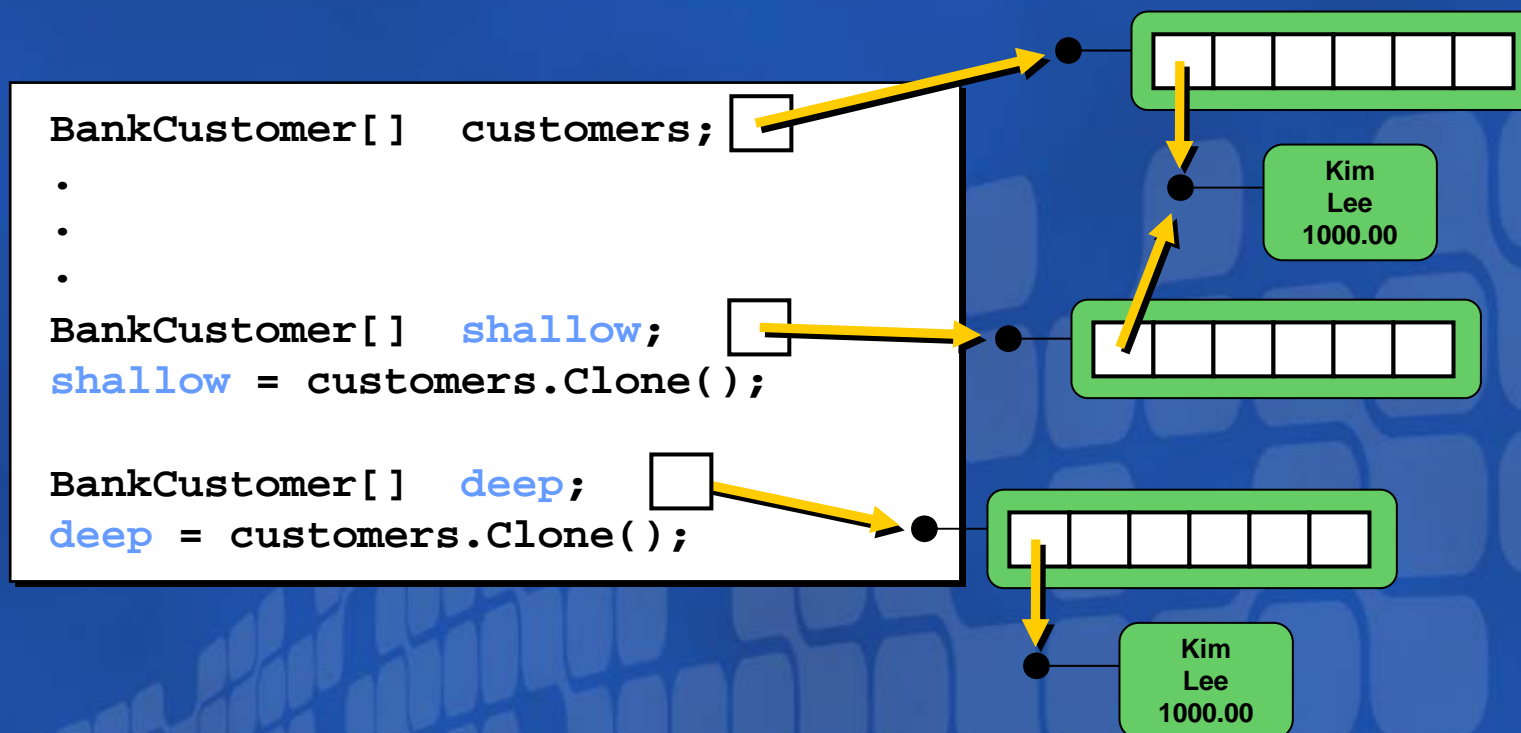 BankCustomer[] customers;
.
.
.
BankCustomer[] shallow;
shallow = customers.Clone();
BankCustomer[] deep;
deep = customers.Clone();
Kim
Lee
1000.00
Kim
Lee
1000.00